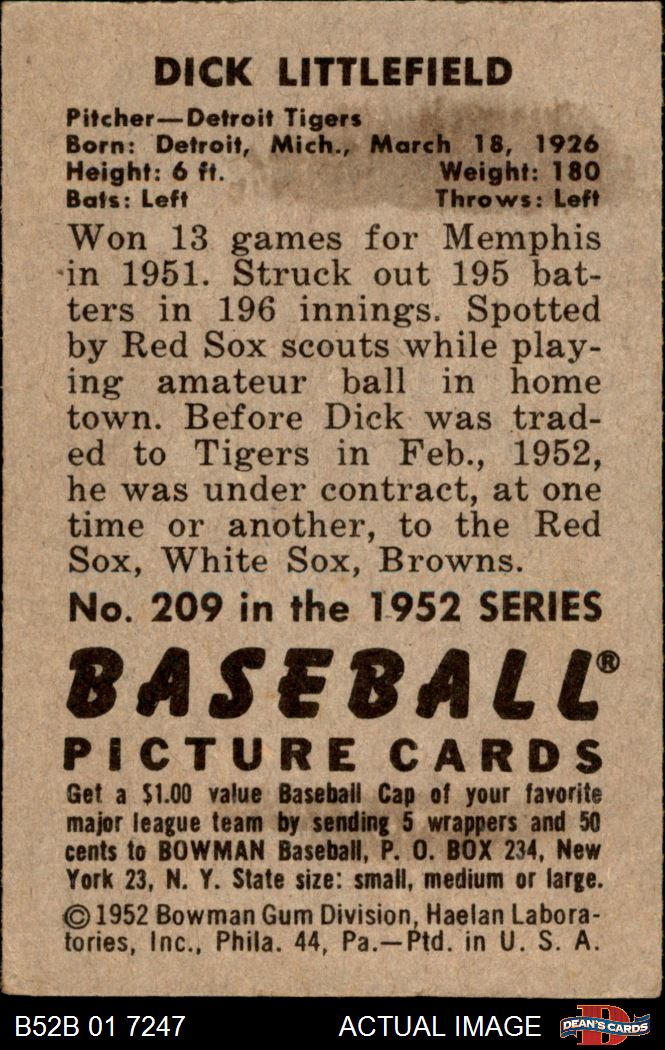 DICK LITTLEFIELD
Pitcher—Detroit Tigers
Born: Detroit, Mich., March 18, 1926
Height: 6 ft. Weight: 180
Bats: Left Throws: Left
Won 13 games for Memphis
in 1951. Struck out 195 bat-
ters in 196 innings. Spotted
by Red Sox scouts while play-
ing amateur ball in home
town. Before Dick was trad-
ed to Tigers in Feb., 1952,
he was under contract, at one
time or another, to the Red
Sox, White Sox, Browns.
No. 209 in the 1952 SERIES
BASEBALL®
PICTURE CARDS
Get a $1.00 value Baseball Cap of your favorite
major league team by sending 5 wrappers and 50
cents to BOWMAN Baseball, P. O. BOX 234, New
York 23, N. Y. State size: small, medium or large.
©1952 Bowman Gum Division, Haelan Labora-
tories, Inc., Phila. 44, Pa.—Ptd. in U. S. A.
B52B 01 7247 ACTUAL IMAGE D DEAN'S CARDS